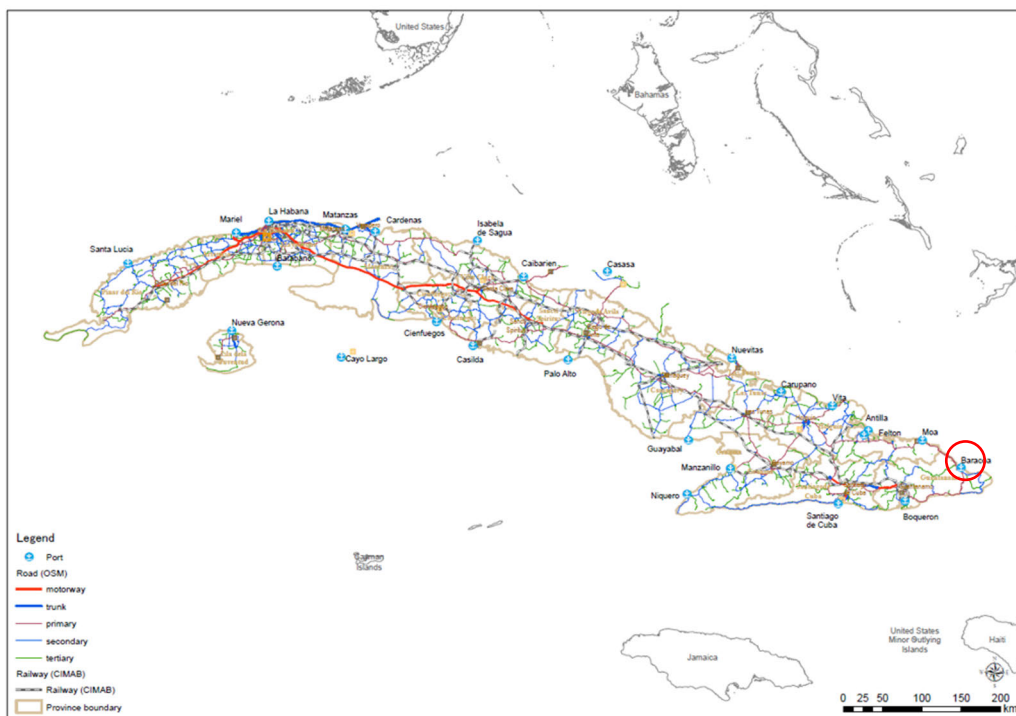 United States
Bahamas
La Habana
Mariel
Matanzas
Cardenas
Isabela
de Sagua
Santa Lucia
Batabano
Caibarien
Casasa
Nueva Gerona
Cienfuegos
Cayo Largo
Casilda
Palo Alto
Nuevitas
Carupano
Vita
Antilla
Felton
Moa
Baracoa
Guayabal
Manzanillo
Niquero
Santiago
de Cuba
Boqueron
Cayman
Islands
Legend
Port
Road (OSM)
motorway
trunk
primary
secondary
tertiary
Railway (CIMAB)
Railway (CIMAB)
Province boundary
Jamaica
United States
Minor Outlying
Islands
Haiti
0 25 50 100 150 200
km